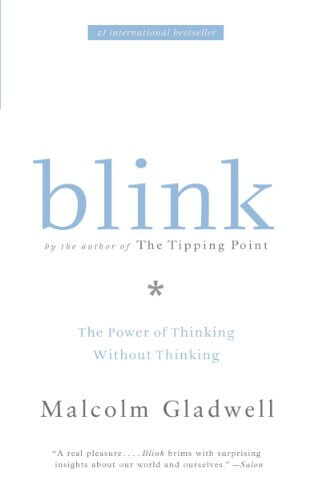 #1 international bestseller
blink
by the author of The Tipping Point
*
The Power of Thinking
Without Thinking
Malcolm Gladwell
“A real pleasure. . . . Blink brims with surprising
insights about our world and ourselves.” —Salon